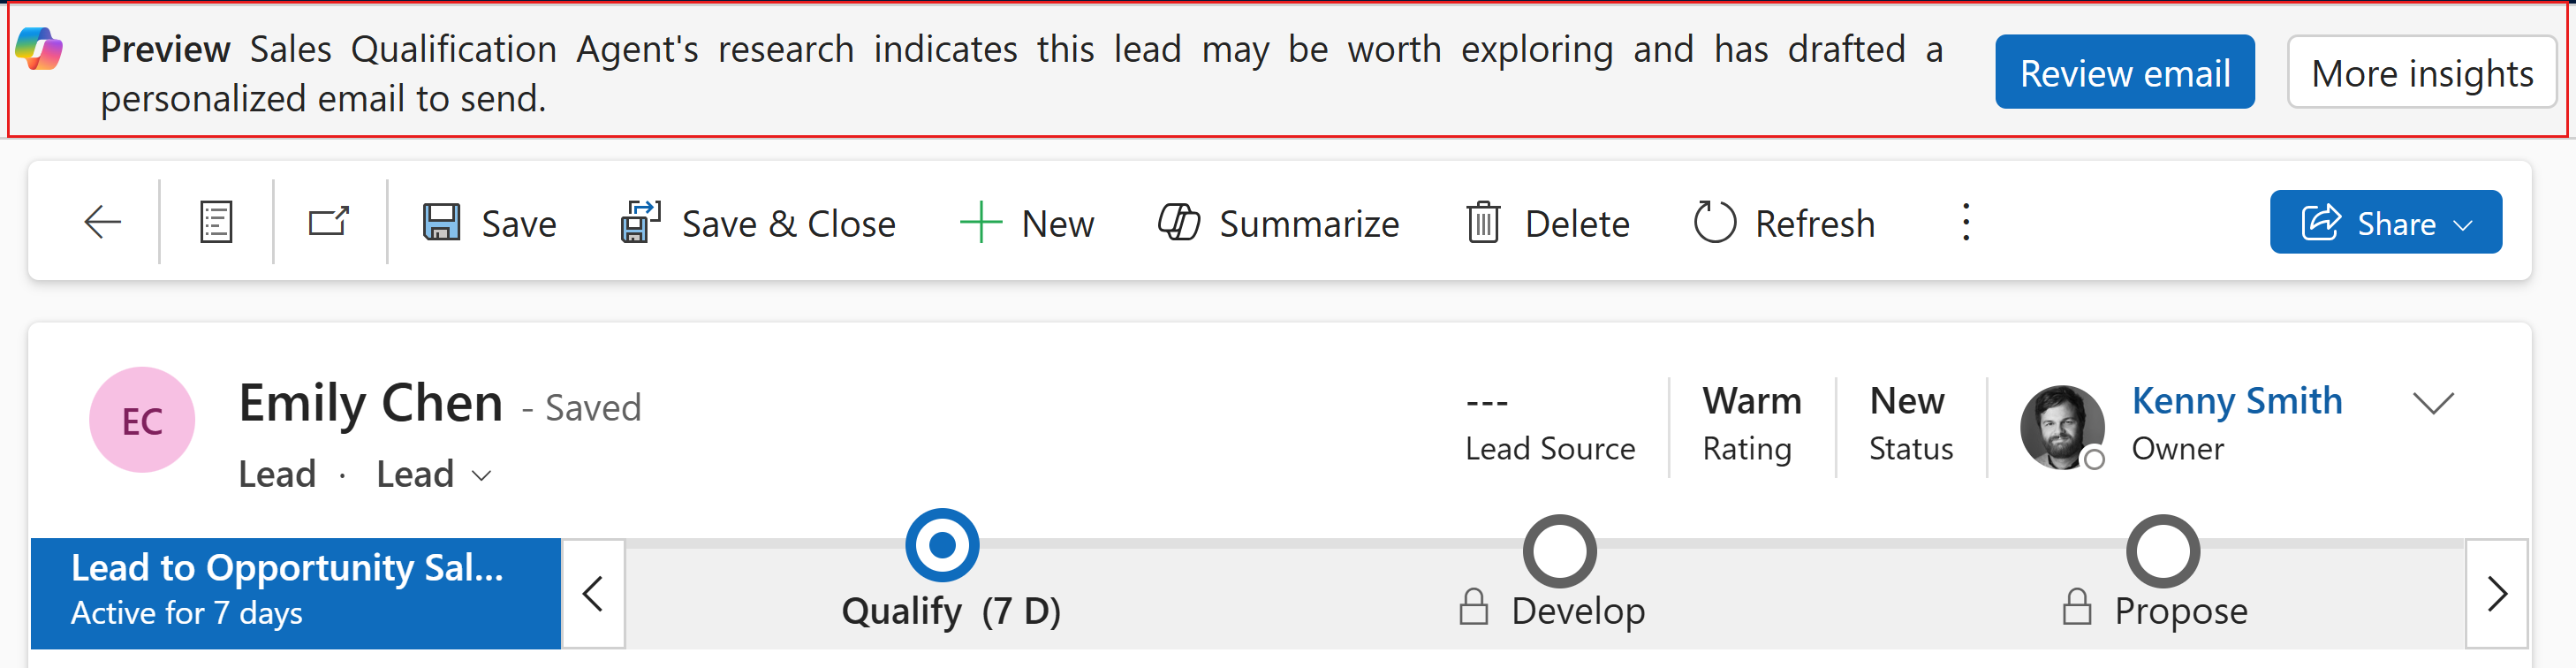 Preview Sales Qualification Agent's research indicates this lead may be worth exploring and has drafted a
personalized email to send.
Review email
More insights
Save
Save & Close
New
Summarize
Delete
Refresh
Share
EC
Emily Chen - Saved
Lead · Lead
---
Lead Source
Warm
Rating
New
Status
Kenny Smith
Owner
Lead to Opportunity Sal...
Active for 7 days
Qualify (7 D)
Develop
Propose